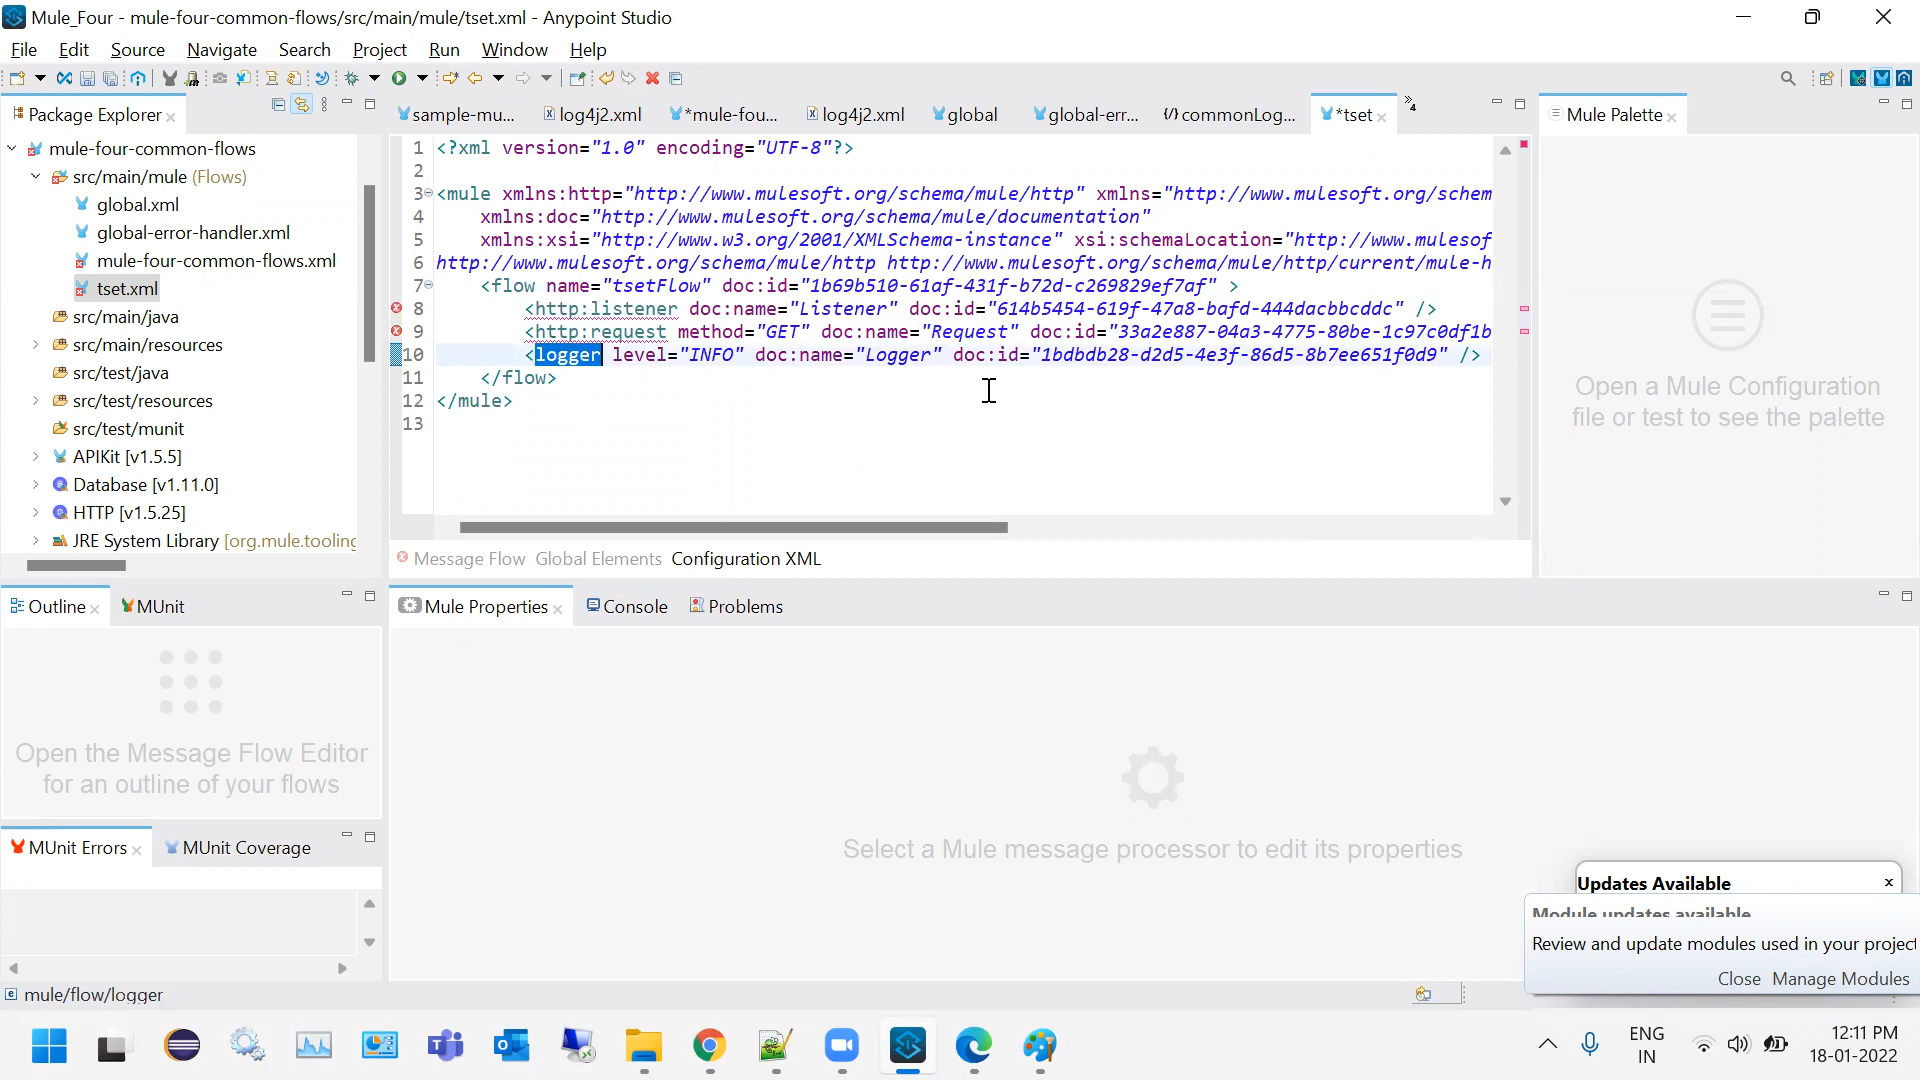 Mule_Four - mule-four-common-flows/src/main/mule/tset.xml - Anypoint Studio
File Edit Source Navigate Search Project Run Window Help
Package Explorer
mule-four-common-flows
src/main/mule (Flows)
global.xml
global-error-handler.xml
mule-four-common-flows.xml
tset.xml
src/main/java
src/main/resources
src/test/java
src/test/resources
src/test/munit
APIKit [v1.5.5]
Database [v1.11.0]
HTTP [v1.5.25]
JRE System Library [org.mule.tooling
sample-mu... log4j2.xml *mule-fou... log4j2.xml global global-err... commonLog... *tset »4
1 <?xml version="1.0" encoding="UTF-8"?>
2
3 <mule xmlns:http="http://www.mulesoft.org/schema/mule/http" xmlns="http://www.mulesoft.org/schem
4 xmlns:doc="http://www.mulesoft.org/schema/mule/documentation"
5 xmlns:xsi="http://www.w3.org/2001/XMLSchema-instance" xsi:schemaLocation="http://www.mulesof
6 http://www.mulesoft.org/schema/mule/http http://www.mulesoft.org/schema/mule/http/current/mule-h
7 <flow name="tsetFlow" doc:id="1b69b510-61af-431f-b72d-c269829ef7af" >
8 <http:listener doc:name="Listener" doc:id="614b5454-619f-47a8-bafd-444dacbbcddc" />
9 <http:request method="GET" doc:name="Request" doc:id="33a2e887-04a3-4775-80be-1c97c0df1b
10 <logger level="INFO" doc:name="Logger" doc:id="1bdbdb28-d2d5-4e3f-86d5-8b7ee651f0d9" />
11 </flow>
12 </mule>
13
Message Flow Global Elements Configuration XML
Mule Palette
Open a Mule Configuration
file or test to see the palette
Outline MUnit
Open the Message Flow Editor
for an outline of your flows
MUnit Errors MUnit Coverage
Mule Properties Console Problems
Select a Mule message processor to edit its properties
Updates Available
Module updates available
Review and update modules used in your project
Close Manage Modules
mule/flow/logger
ENG
IN
12:11 PM
18-01-2022